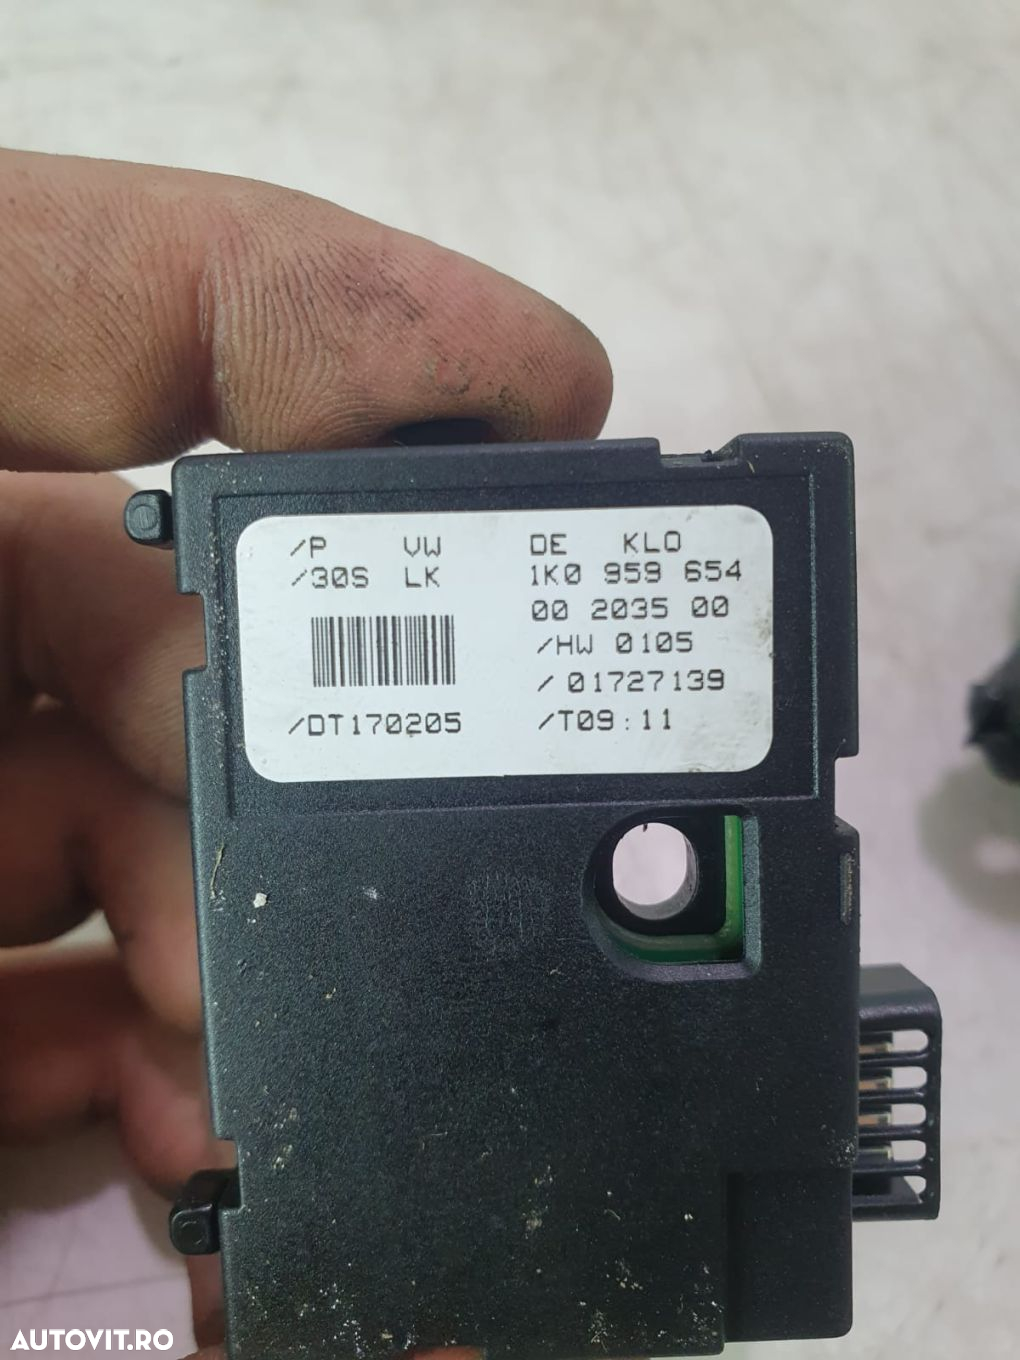 /P VW DE KLO
/30S LK 1K0 959 654
00 2035 00
/HW 0105
/ 01727139
/DT170205 /T09:11
AUTOVIT.RO